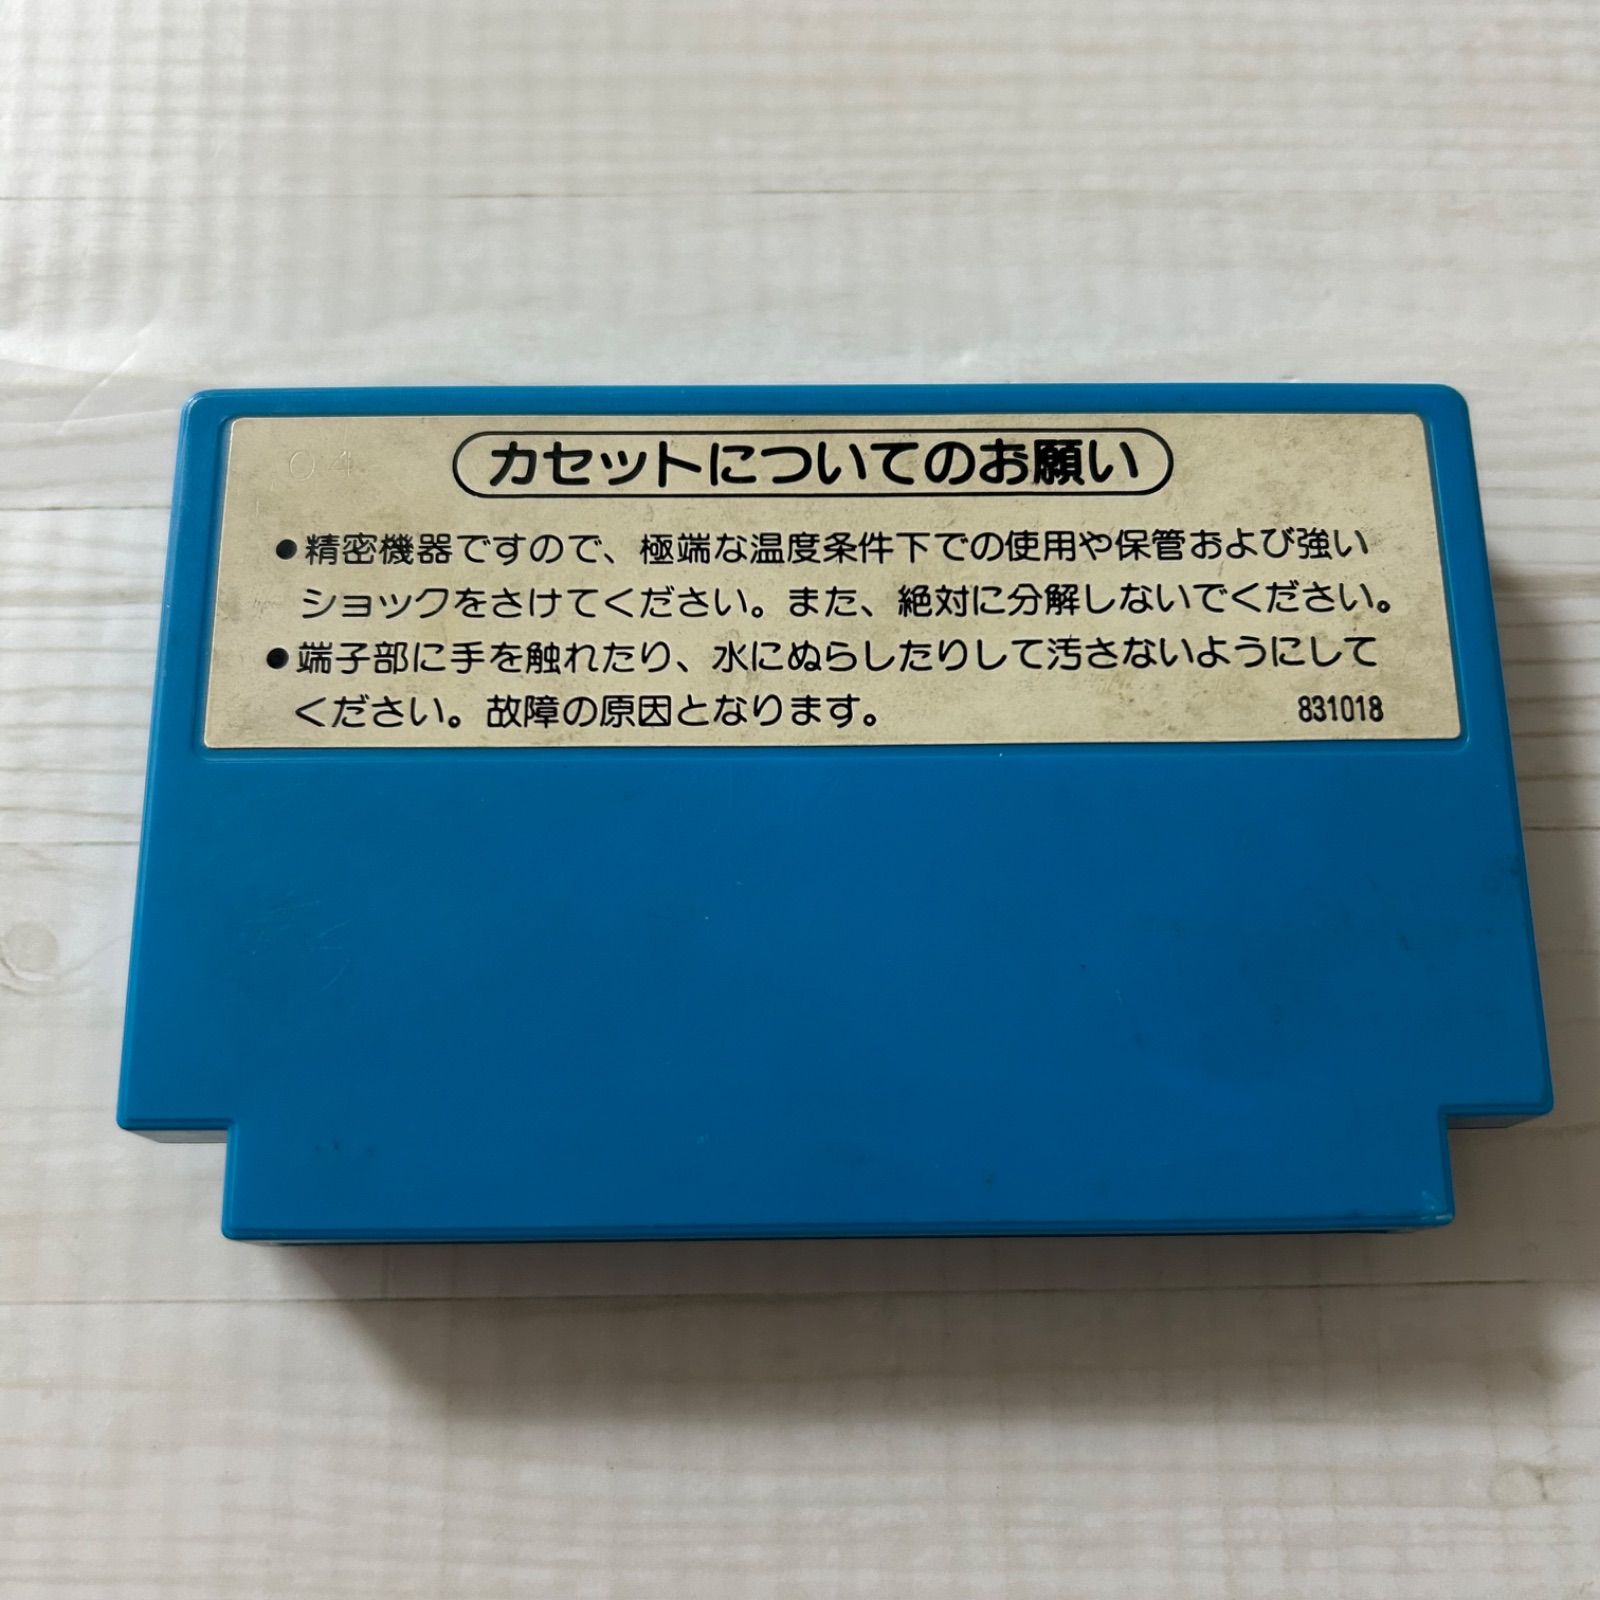 カセットについてのお願い
●精密機器ですので、極端な温度条件下での使用や保管および強い
ショックをさけてください。また、絶対に分解しないでください。
●端子部に手を触れたり、水にぬらしたりして汚さないようにして
ください。故障の原因となります。
831018